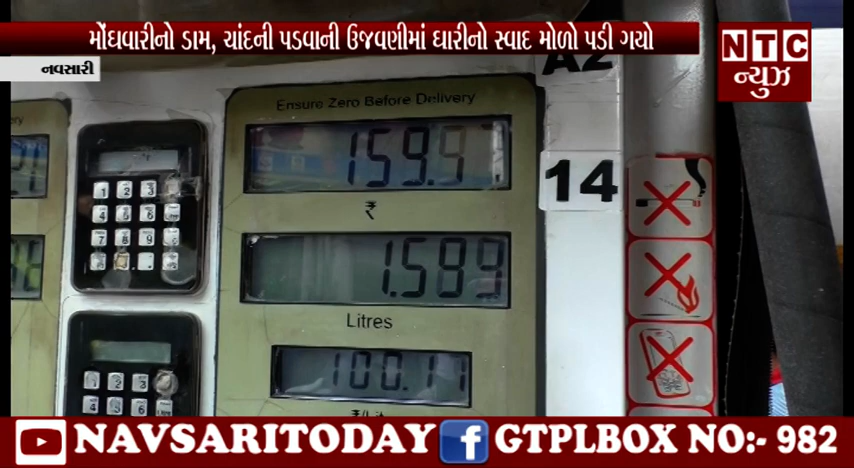 મોંઘવારીનો ડામ, ચાંદની પડવાની ઉજવણીમાં ઘારીનો સ્વાદ મોળો પડી ગયો
નવસારી
NTC
ન્યુઝ
A2
Ensure Zero Before Delivery
159.57
₹
14
1.589
Litres
100.11
NAVSARITODAY f GTPLBOX NO:- 982